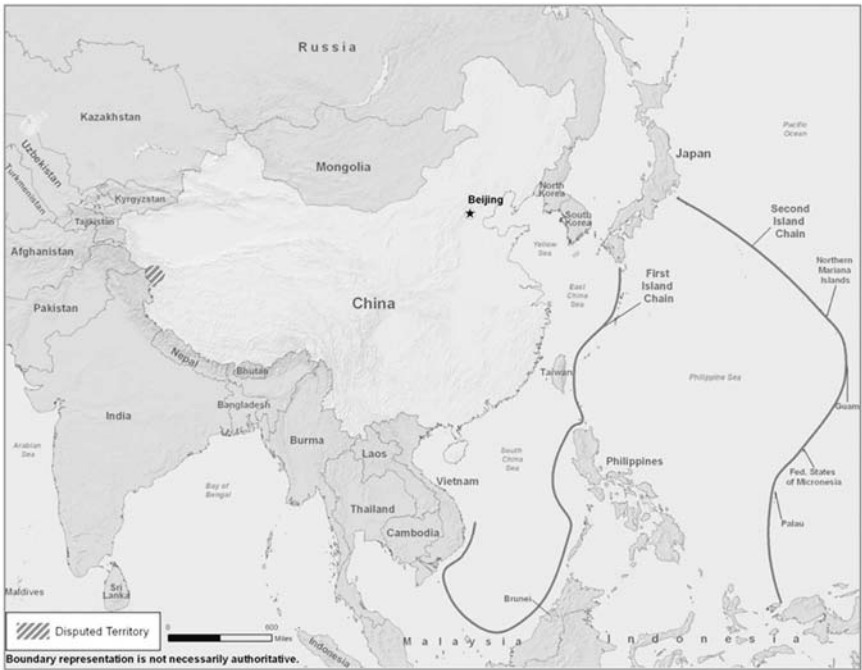 Russia
Kazakhstan
Pacific
Ocean
Uzbekistan
Mongolia
Japan
Turkmenistan
Kyrgyzstan
North
Korea
Beijing
Tajikistan
South
Korea
Second
Island
Chain
Afghanistan
Yellow
Sea
Northern
Mariana
Islands
First
Island
Chain
Pakistan
China
East
China
Sea
Nepal
Bhutan
Taiwan
Philippine Sea
Bangladesh
Guam
India
Burma
Arabian
Sea
Laos
South
China
Sea
Philippines
Fed. States
of Micronesia
Bay of
Bengal
Vietnam
Thailand
Palau
Cambodia
Maldives
Sri
Lanka
Brunei
Disputed Territory
0
600
Miles
Indonesia
Malaysia
Indonesia
Boundary representation is not necessarily authoritative.